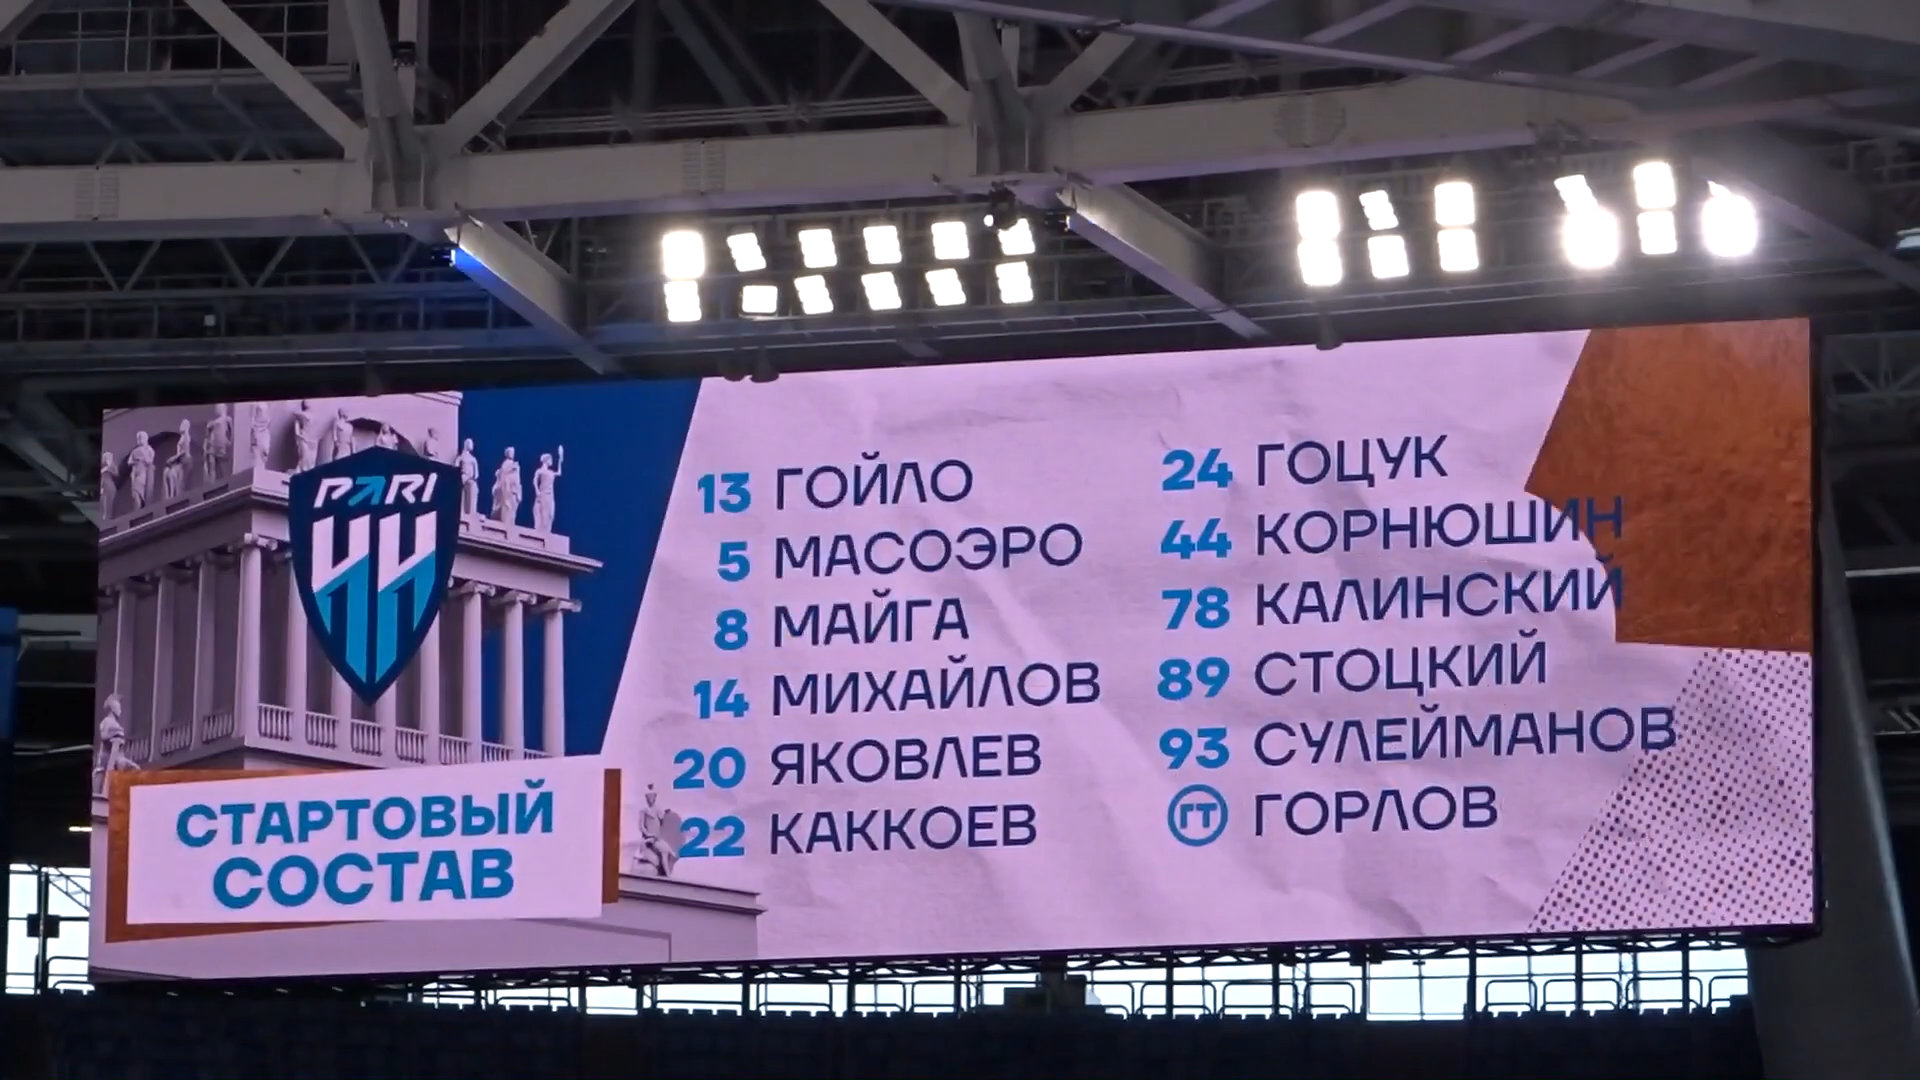 PARI
НН
СТАРТОВЫЙ
СОСТАВ
13 ГОЙЛО
5 МАСОЭРО
8 МАЙГА
14 МИХАЙЛОВ
20 ЯКОВЛЕВ
22 КАККОЕВ
24 ГОЦУК
44 КОРНЮШИН
78 КАЛИНСКИЙ
89 СТОЦКИЙ
93 СУЛЕЙМАНОВ
ГТ ГОРЛОВ